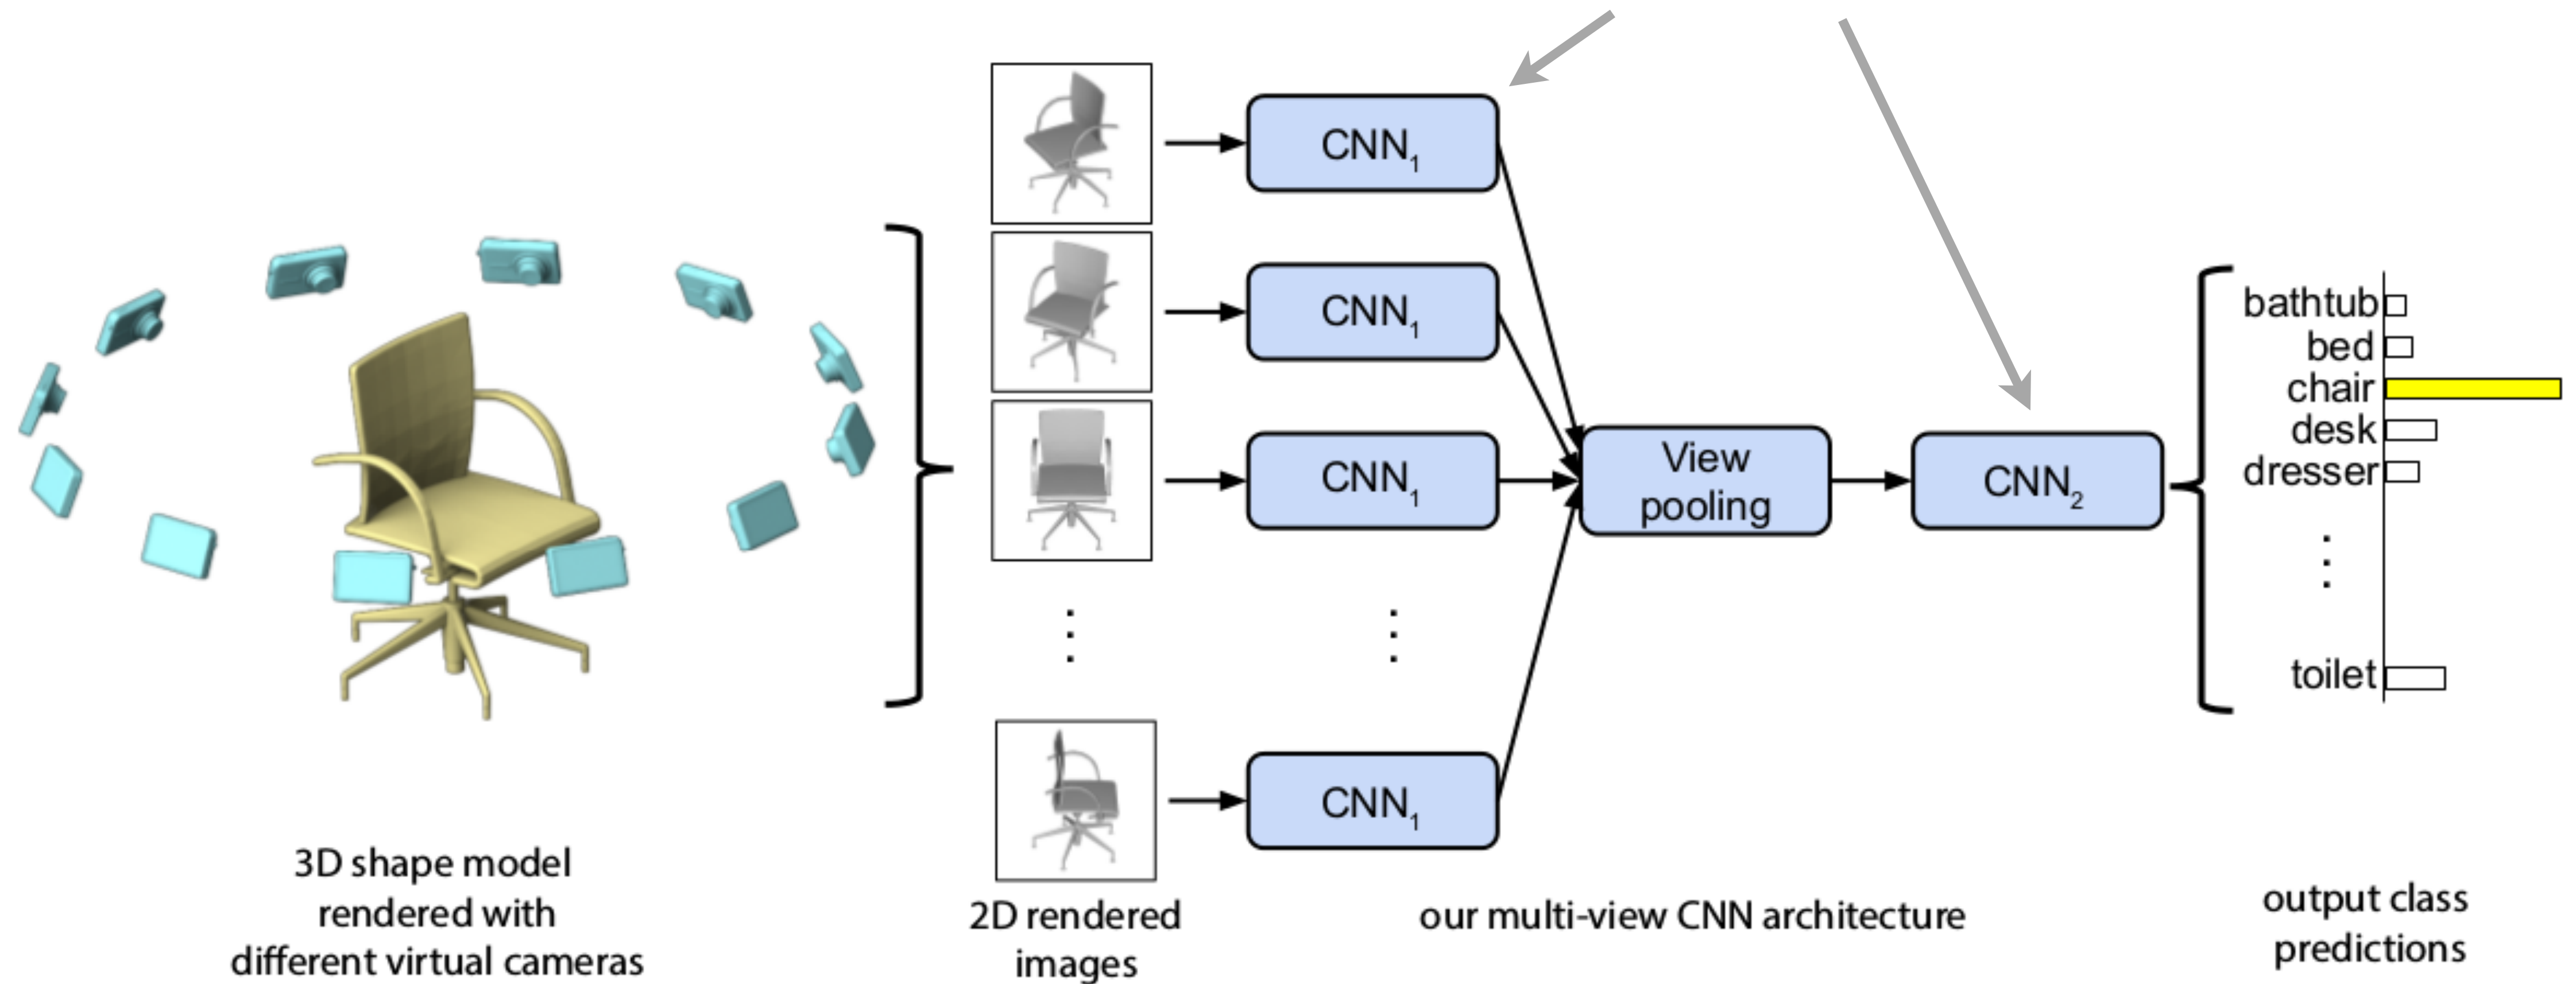 CNN₁
CNN₁
CNN₁
View
pooling
CNN₂
CNN₁
bathtub
bed
chair
desk
dresser
toilet
3D shape model
rendered with
different virtual cameras
2D rendered
images
our multi-view CNN architecture
output class
predictions